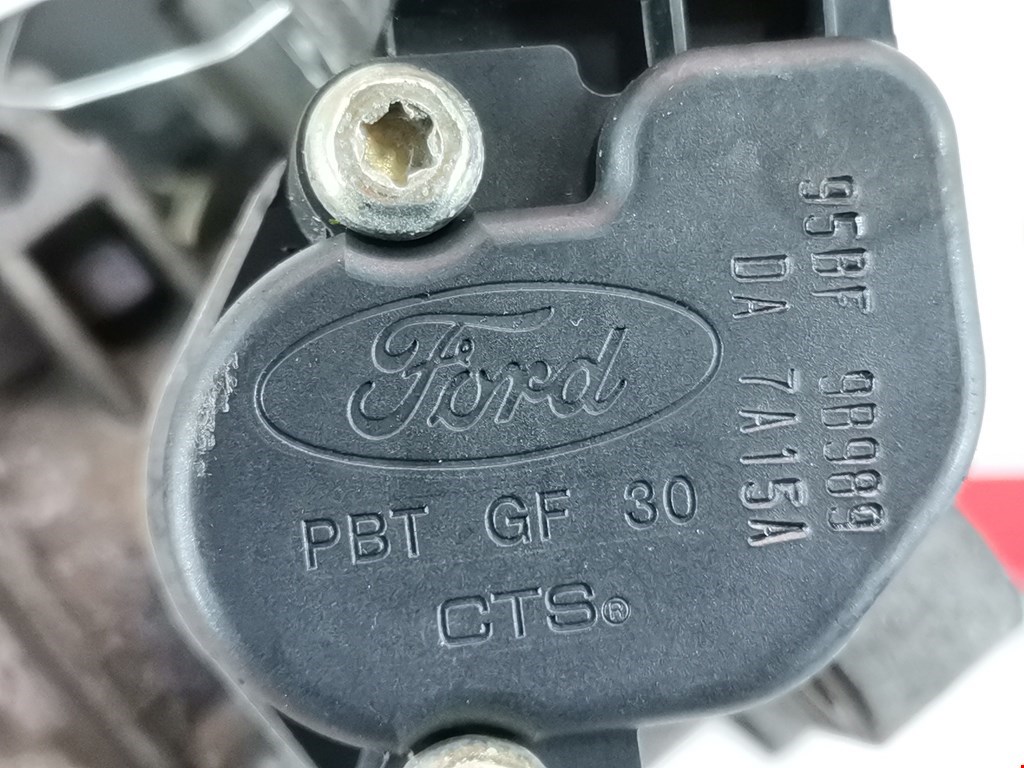 Ford
PBT GF 30
CTS®
95BF 9B989
DA 7A15A